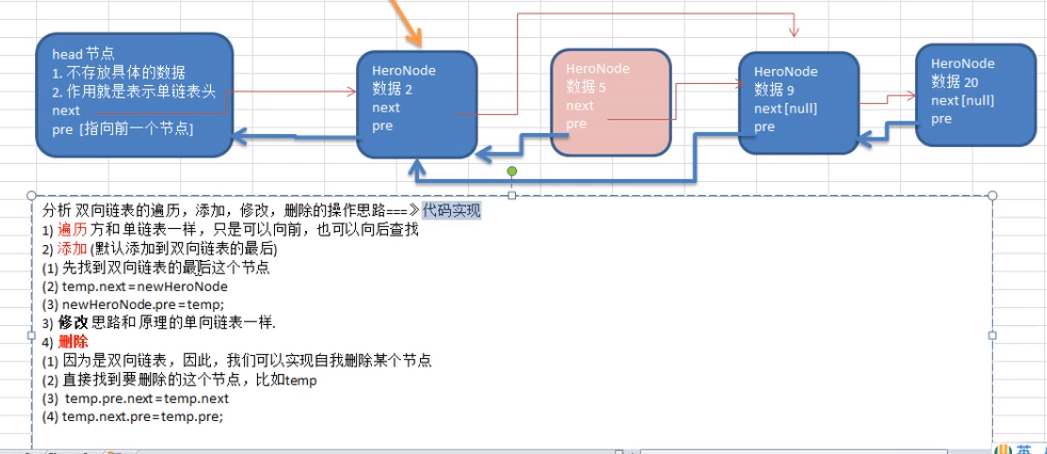 head 节点
1. 不存放具体的数据
2. 作用就是表示单链表头
next
pre [指向前一个节点]
HeroNode
数据 2
next
pre
HeroNode
数据 5
next
pre
HeroNode
数据 9
next [null]
pre
HeroNode
数据 20
next [null]
pre
分析 双向链表的遍历，添加，修改，删除的操作思路===》代码实现
1) 遍历 方和 单链表一样，只是可以向前，也可以向后查找
2) 添加 (默认添加到双向链表的最后)
(1) 先找到双向链表的最后这个节点
(2) temp.next = newHeroNode
(3) newHeroNode.pre = temp;
3) 修改 思路和 原理的单向链表一样.
4) 删除
(1) 因为是双向链表，因此，我们可以实现自我删除某个节点
(2) 直接找到要删除的这个节点，比如temp
(3) temp.pre.next = temp.next
(4) temp.next.pre = temp.pre;
英